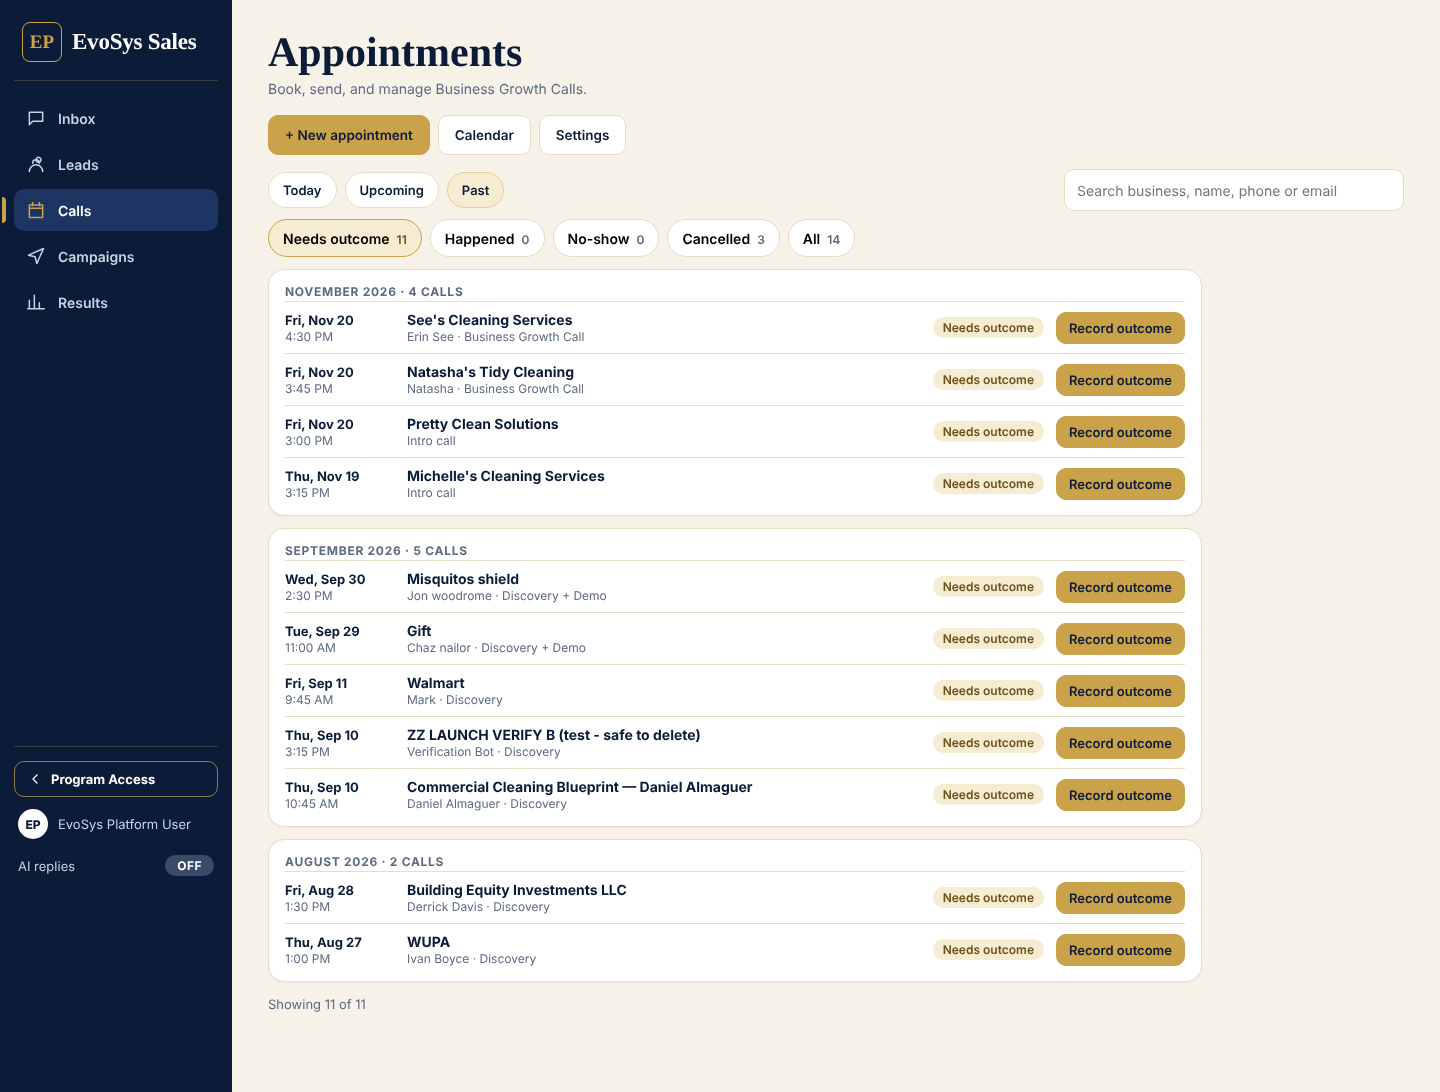 EP EvoSys Sales
Inbox
Leads
Calls
Campaigns
Results
Program Access
EP EvoSys Platform User
AI replies OFF
Appointments
Book, send, and manage Business Growth Calls.
+ New appointment Calendar Settings
Today Upcoming Past Search business, name, phone or email
Needs outcome 11 Happened 0 No-show 0 Cancelled 3 All 14
NOVEMBER 2026 · 4 CALLS
Fri, Nov 20 See's Cleaning Services Needs outcome Record outcome
4:30 PM Erin See · Business Growth Call
Fri, Nov 20 Natasha's Tidy Cleaning Needs outcome Record outcome
3:45 PM Natasha · Business Growth Call
Fri, Nov 20 Pretty Clean Solutions Needs outcome Record outcome
3:00 PM Intro call
Thu, Nov 19 Michelle's Cleaning Services Needs outcome Record outcome
3:15 PM Intro call
SEPTEMBER 2026 · 5 CALLS
Wed, Sep 30 Misquitos shield Needs outcome Record outcome
2:30 PM Jon woodrome · Discovery + Demo
Tue, Sep 29 Gift Needs outcome Record outcome
11:00 AM Chaz nailor · Discovery + Demo
Fri, Sep 11 Walmart Needs outcome Record outcome
9:45 AM Mark · Discovery
Thu, Sep 10 ZZ LAUNCH VERIFY B (test - safe to delete) Needs outcome Record outcome
3:15 PM Verification Bot · Discovery
Thu, Sep 10 Commercial Cleaning Blueprint — Daniel Almaguer Needs outcome Record outcome
10:45 AM Daniel Almaguer · Discovery
AUGUST 2026 · 2 CALLS
Fri, Aug 28 Building Equity Investments LLC Needs outcome Record outcome
1:30 PM Derrick Davis · Discovery
Thu, Aug 27 WUPA Needs outcome Record outcome
1:00 PM Ivan Boyce · Discovery
Showing 11 of 11